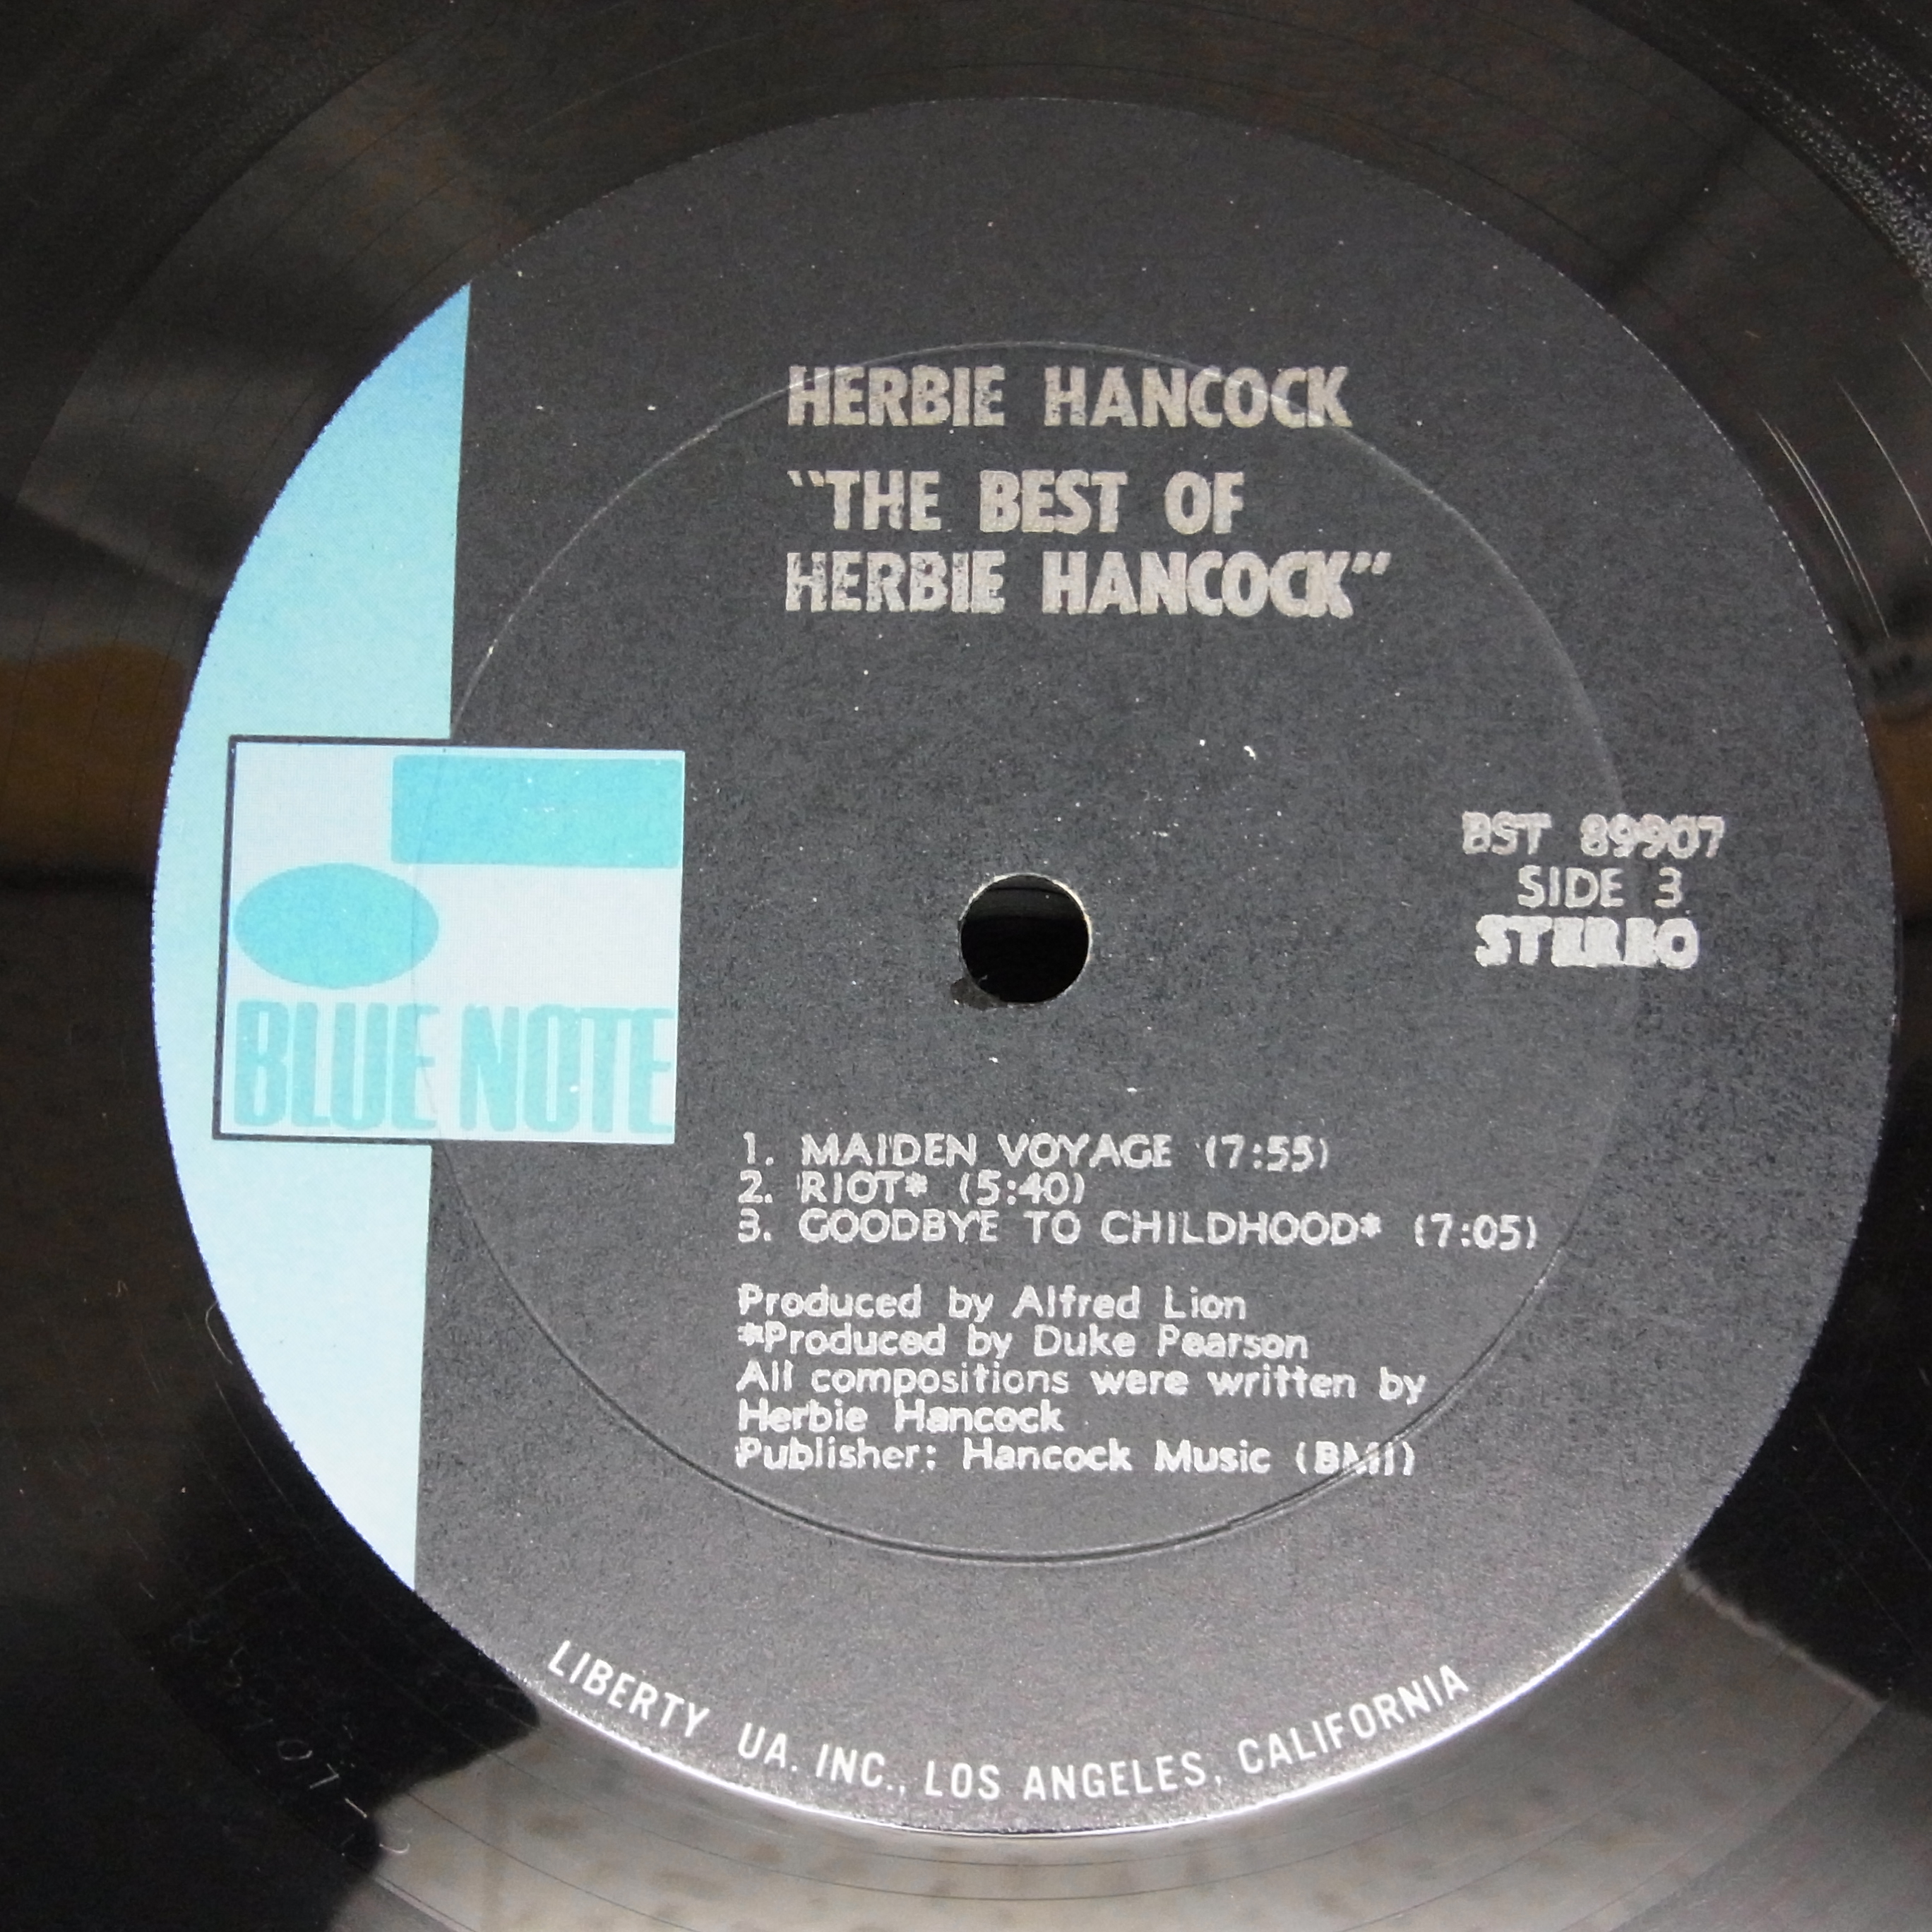 HERBIE HANCOCK
"THE BEST OF
HERBIE HANCOCK"
BST 89907
SIDE 3
STEREO
BLUE NOTE
1. MAIDEN VOYAGE (7:55)
2. RIOT* (5:40)
3. GOODBYE TO CHILDHOOD* (7:05)
Produced by Alfred Lion
*Produced by Duke Pearson
All compositions were written by
Herbie Hancock
Publisher: Hancock Music (BMI)
LIBERTY UA. INC., LOS ANGELES, CALIFORNIA